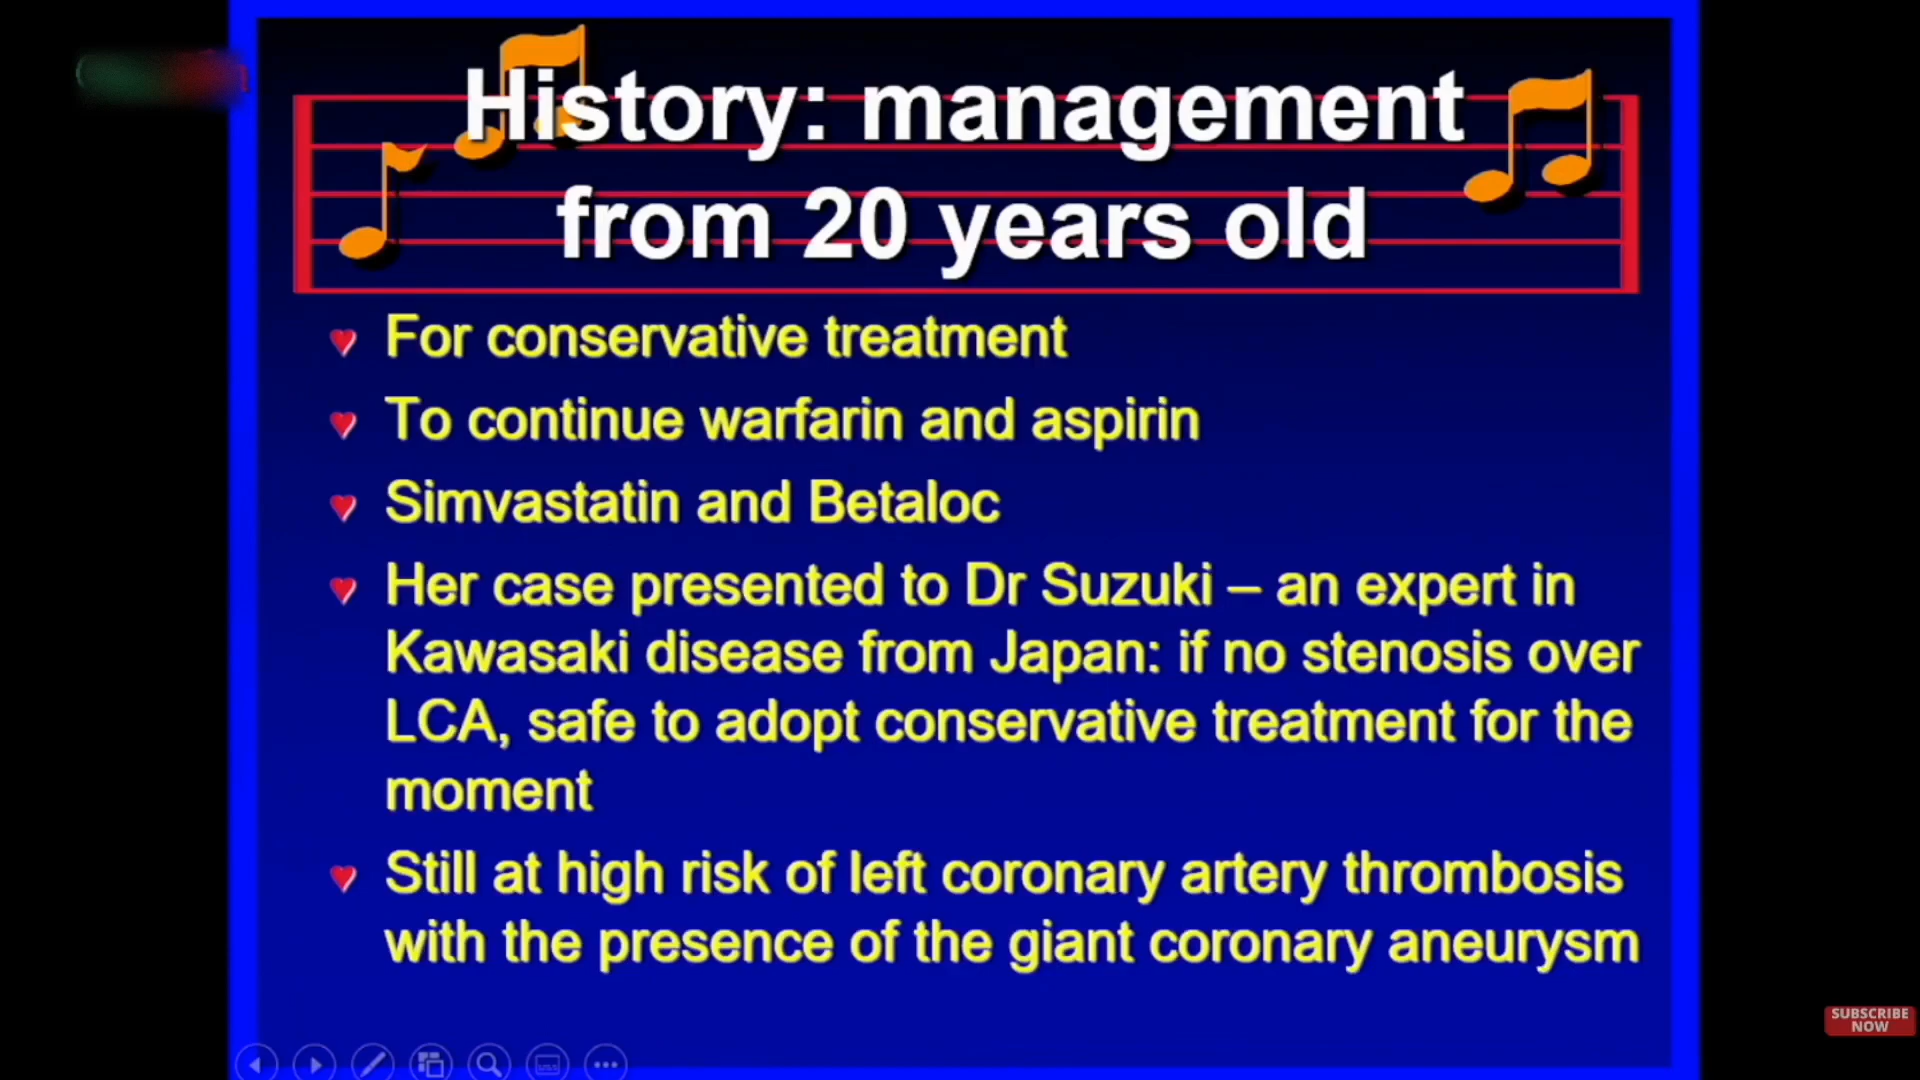 History: management
from 20 years old
For conservative treatment
To continue warfarin and aspirin
Simvastatin and Betaloc
Her case presented to Dr Suzuki – an expert in
Kawasaki disease from Japan: if no stenosis over
LCA, safe to adopt conservative treatment for the
moment
Still at high risk of left coronary artery thrombosis
with the presence of the giant coronary aneurysm
SUBSCRIBE
NOW